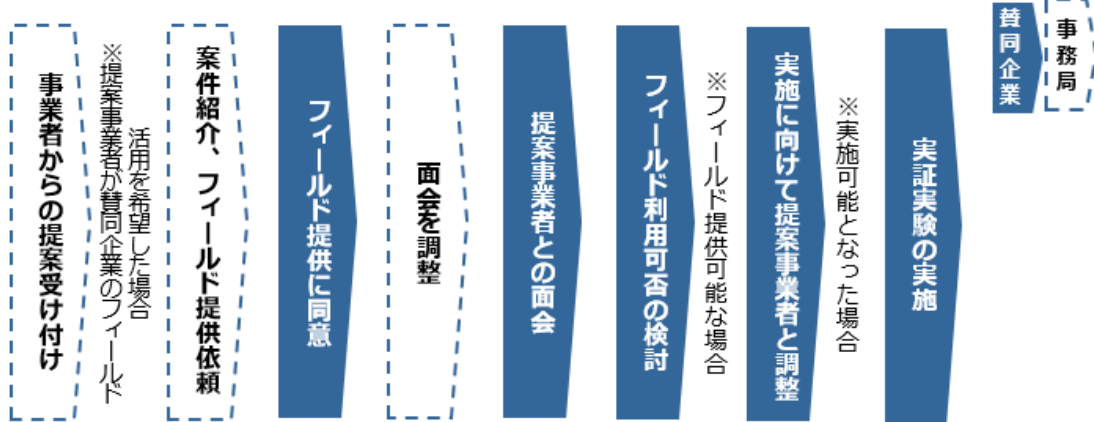 事業者からの提案受け付け
※提案事業者が賛同企業のフィールド
活用を希望した場合
案件紹介、フィールド提供依頼
フィールド提供に同意
面会を調整
提案事業者との面会
フィールド利用可否の検討
※フィールド提供可能な場合
実施に向けて提案事業者と調整
※実施可能となった場合
実証実験の実施
賛同企業
事務局